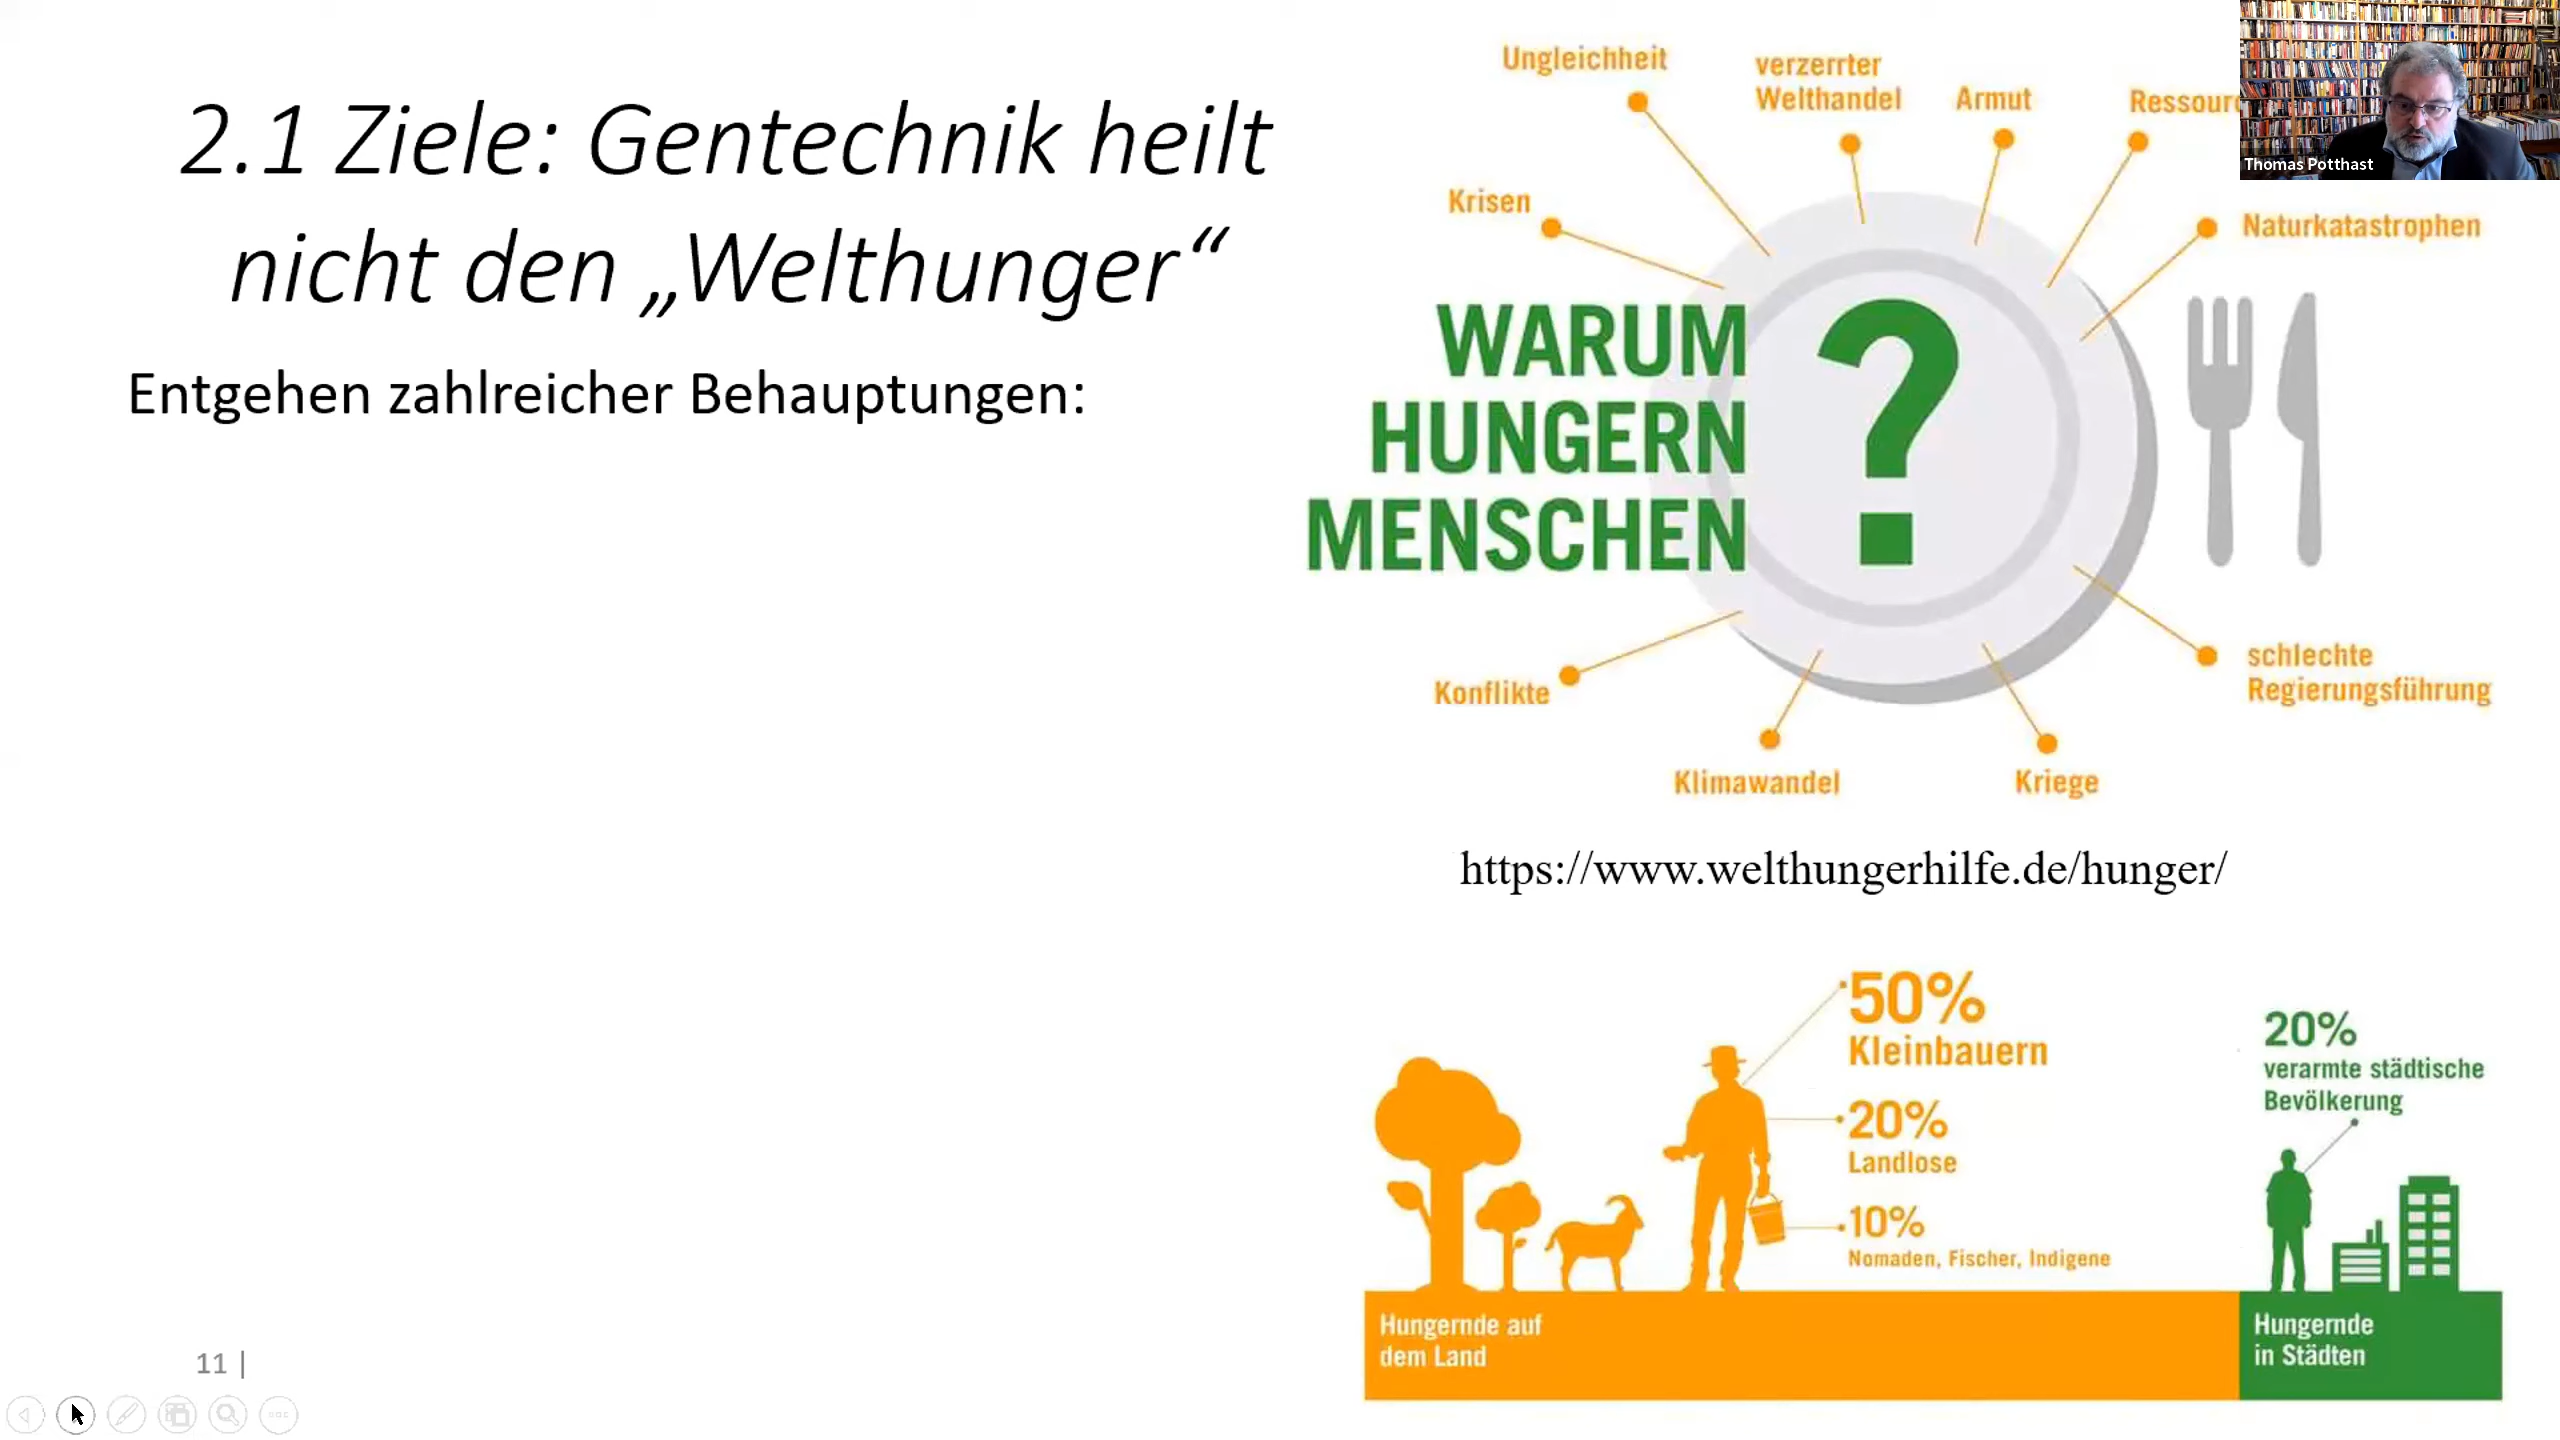 2.1 Ziele: Gentechnik heilt
nicht den „Welthunger“
Entgehen zahlreicher Behauptungen:
Ungleichheit
verzerrter
Welthandel
Armut
Thomas Potthast
Krisen
Naturkatastrophen
WARUM
HUNGERN
MENSCHEN
?
Konflikte
schlechte
Regierungsführung
Klimawandel
Kriege
https://www.welthungerhilfe.de/hunger/
50%
Kleinbauern
20%
Landlose
10%
Nomaden, Fischer, Indigene
20%
verarmte städtische
Bevölkerung
Hungernde auf
dem Land
Hungernde
in Städten
11 |